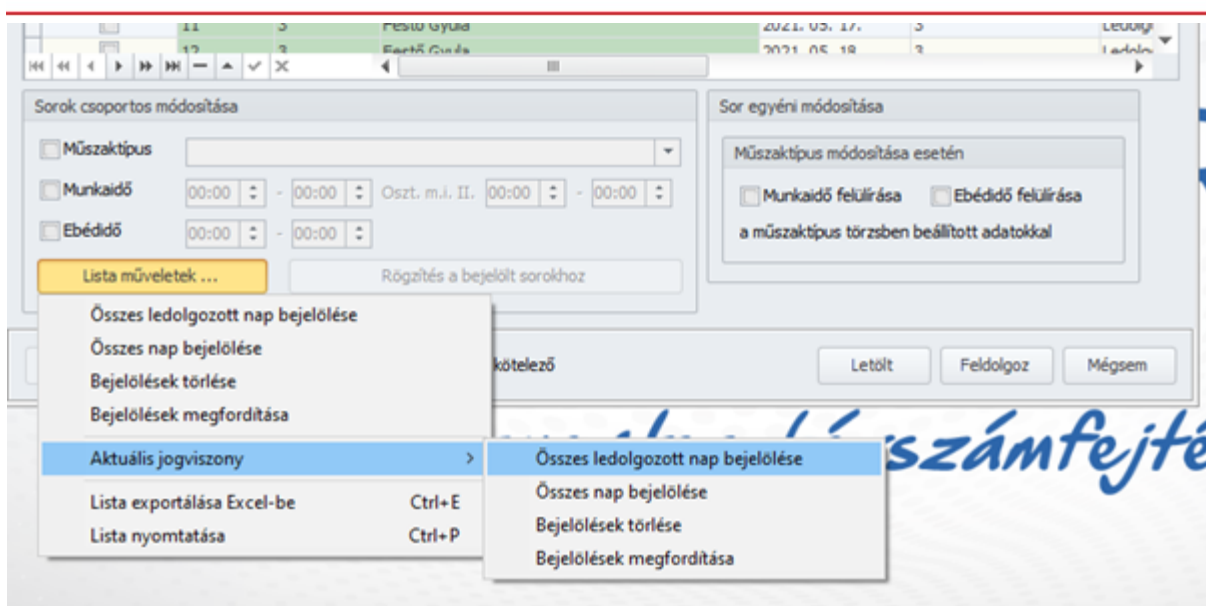 11 3 Festő Gyula 2021. 05. 17. 3
12 3 Festő Gyula 2021. 05. 18. 3
Sorok csoportos módosítása
Műszaktípus
Munkaidő 00:00 - 00:00 Oszt. m.i. II. 00:00 - 00:00
Ebédidő 00:00 - 00:00
Lista műveletek ... Rögzítés a bejelölt sorokhoz
Sor egyéni módosítása
Műszaktípus módosítása esetén
Munkaidő felülírása Ebédidő felülírása
a műszaktípus törzsben beállított adatokkal
Összes ledolgozott nap bejelölése
Összes nap bejelölése
Bejelölések törlése
Bejelölések megfordítása
Aktuális jogviszony >
Lista exportálása Excel-be Ctrl+E
Lista nyomtatása Ctrl+P
Összes ledolgozott nap bejelölése
Összes nap bejelölése
Bejelölések törlése
Bejelölések megfordítása
kötelező Letölt Feldolgoz Mégsem
számfejté